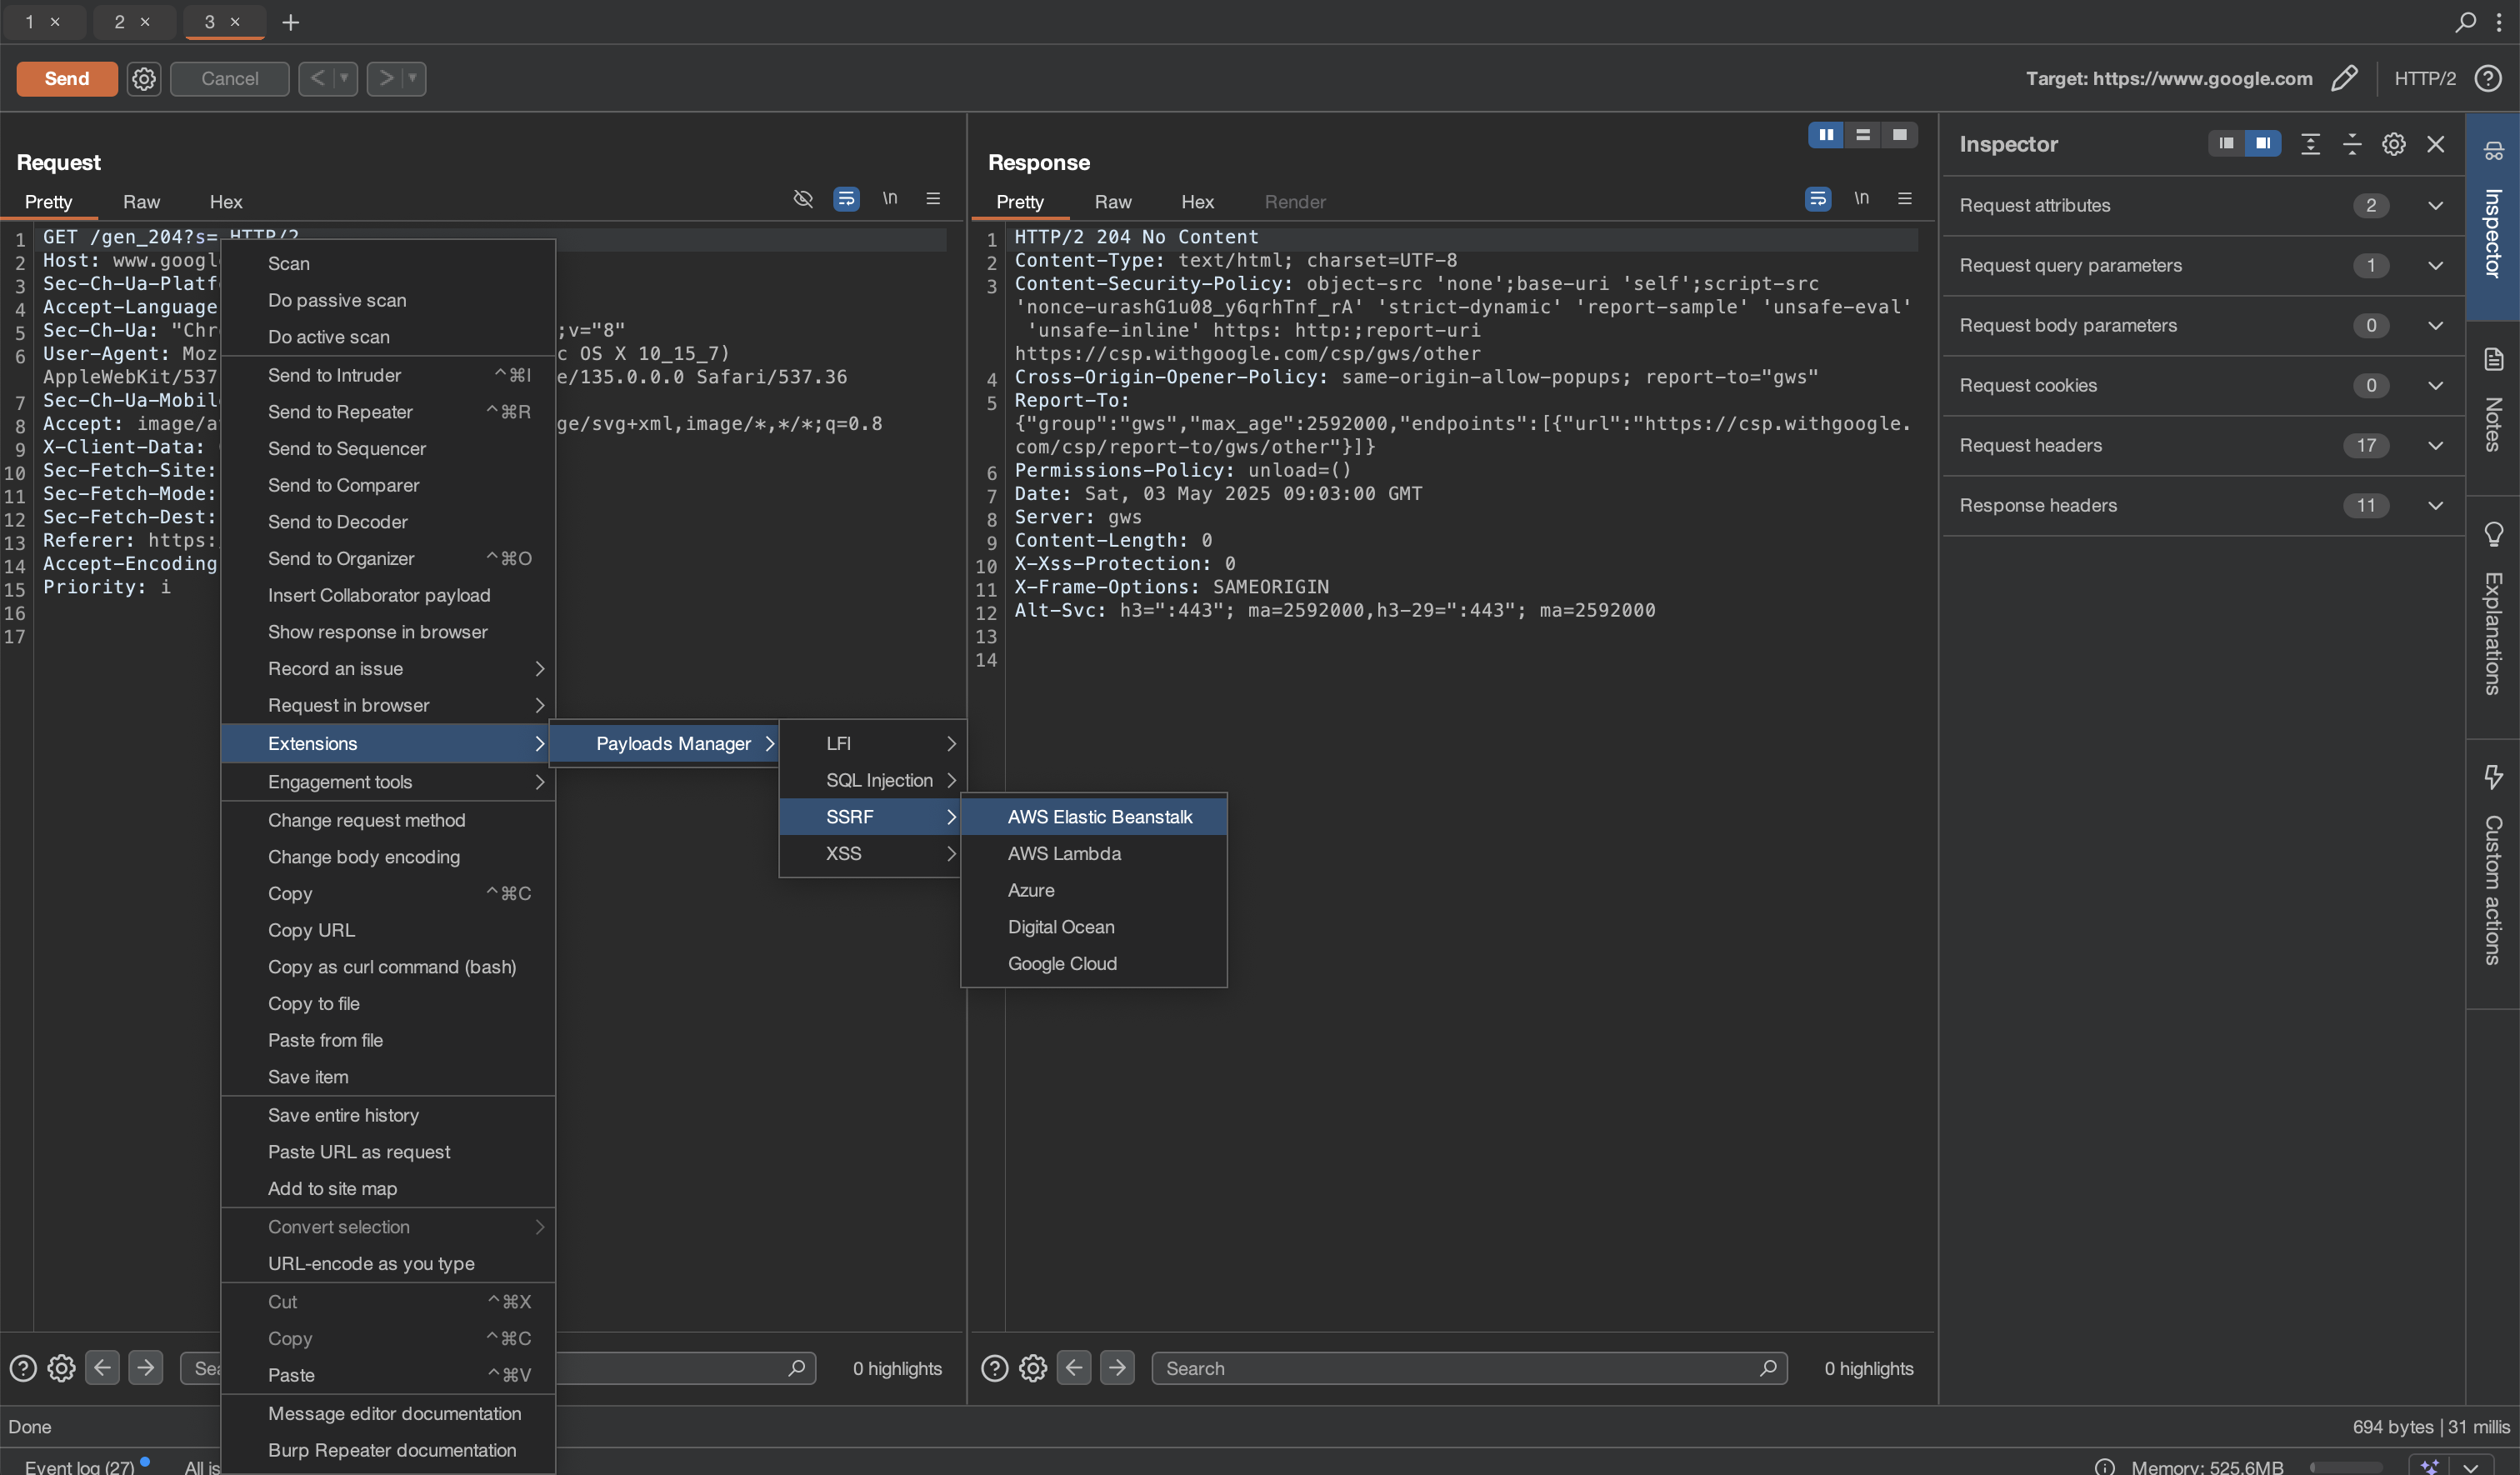 1 × 2 × 3 × +
Send Cancel < > Target: https://www.google.com HTTP/2
Request
Pretty Raw Hex \n
1 GET /gen_204?s= HTTP/2
2 Host: www.googl
3 Sec-Ch-Ua-Platf
4 Accept-Language
5 Sec-Ch-Ua: "Chr ;v="8"
6 User-Agent: Moz c OS X 10_15_7)
AppleWebKit/537 e/135.0.0.0 Safari/537.36
7 Sec-Ch-Ua-Mobil
8 Accept: image/a ge/svg+xml,image/*,*/*;q=0.8
9 X-Client-Data:
10 Sec-Fetch-Site:
11 Sec-Fetch-Mode:
12 Sec-Fetch-Dest:
13 Referer: https:
14 Accept-Encoding
15 Priority: i
16
17
Scan
Do passive scan
Do active scan
Send to Intruder ^⌘I
Send to Repeater ^⌘R
Send to Sequencer
Send to Comparer
Send to Decoder
Send to Organizer ^⌘O
Insert Collaborator payload
Show response in browser
Record an issue
Request in browser
Extensions
Engagement tools
Change request method
Change body encoding
Copy ^⌘C
Copy URL
Copy as curl command (bash)
Copy to file
Paste from file
Save item
Save entire history
Paste URL as request
Add to site map
Convert selection
URL-encode as you type
Cut ^⌘X
Copy ^⌘C
Paste ^⌘V
Message editor documentation
Burp Repeater documentation
Payloads Manager
LFI
SQL Injection
SSRF
XSS
AWS Elastic Beanstalk
AWS Lambda
Azure
Digital Ocean
Google Cloud
Response
Pretty Raw Hex Render \n
1 HTTP/2 204 No Content
2 Content-Type: text/html; charset=UTF-8
3 Content-Security-Policy: object-src 'none';base-uri 'self';script-src
'nonce-urashG1u08_y6qrhTnf_rA' 'strict-dynamic' 'report-sample' 'unsafe-eval'
'unsafe-inline' https: http:;report-uri
https://csp.withgoogle.com/csp/gws/other
4 Cross-Origin-Opener-Policy: same-origin-allow-popups; report-to="gws"
5 Report-To:
{"group":"gws","max_age":2592000,"endpoints":[{"url":"https://csp.withgoogle.
com/csp/report-to/gws/other"}]}
6 Permissions-Policy: unload=()
7 Date: Sat, 03 May 2025 09:03:00 GMT
8 Server: gws
9 Content-Length: 0
10 X-Xss-Protection: 0
11 X-Frame-Options: SAMEORIGIN
12 Alt-Svc: h3=":443"; ma=2592000,h3-29=":443"; ma=2592000
13
14
Inspector
Request attributes 2
Request query parameters 1
Request body parameters 0
Request cookies 0
Request headers 17
Response headers 11
Inspector
Notes
Explanations
Custom actions
Sea 0 highlights
Search 0 highlights
Done 694 bytes | 31 millis
Event log (27) All is Memory: 525.6MB